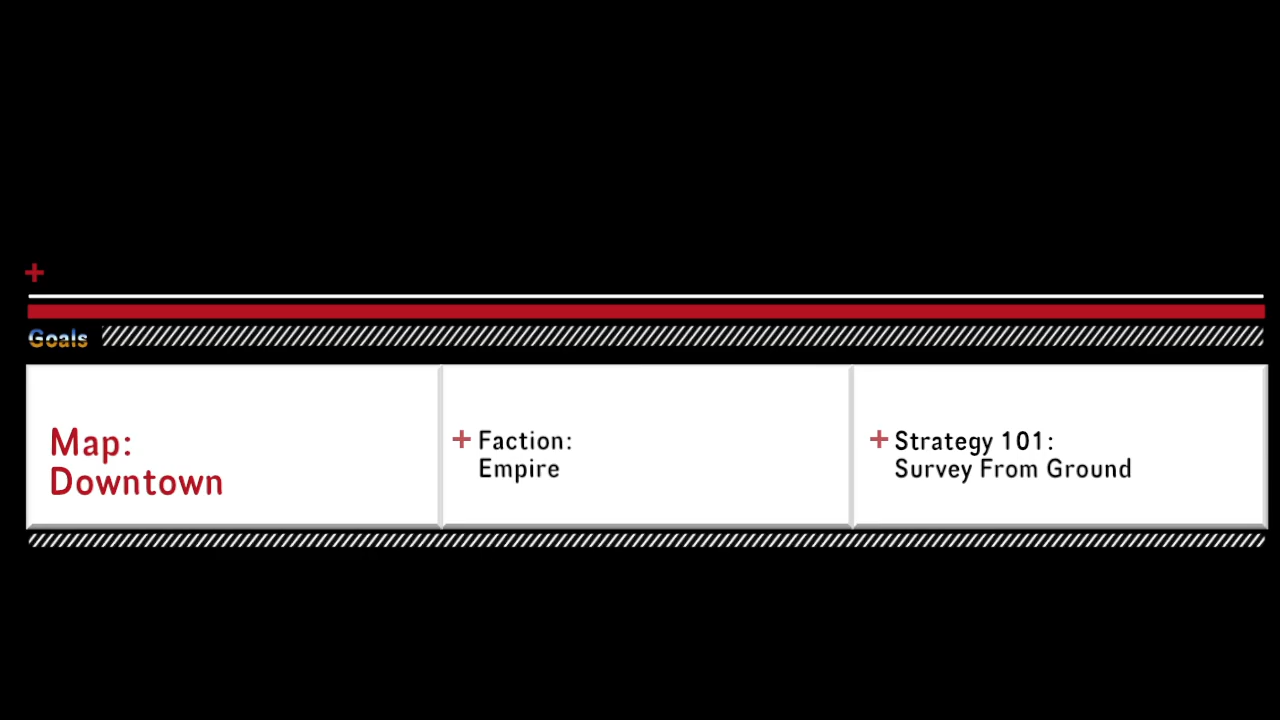 Goals
Map:
Downtown
+ Faction:
Empire
+ Strategy 101:
Survey From Ground